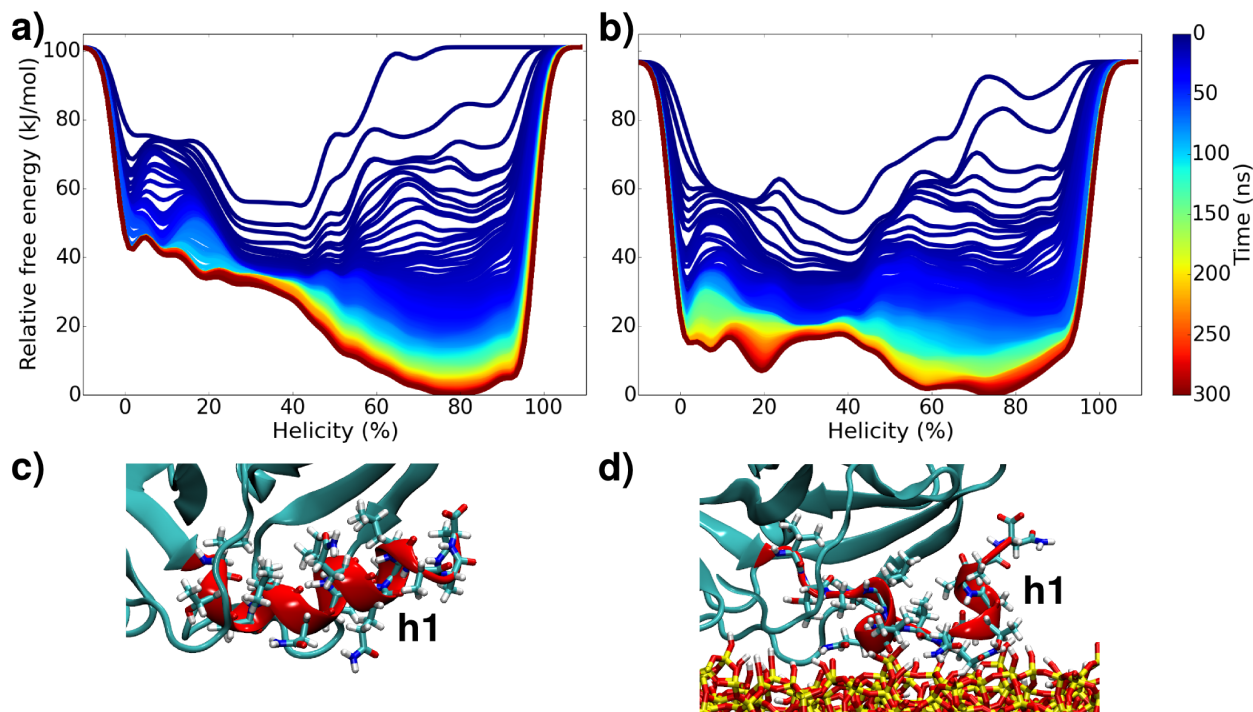 a)
b)
Relative free energy (kJ/mol)
100
80
60
40
20
0
0 20 40 60 80 100
Helicity (%)
80
60
40
20
0
0 20 40 60 80 100
Helicity (%)
0
50
100
150
200
250
300
Time (ns)
c)
h1
d)
h1